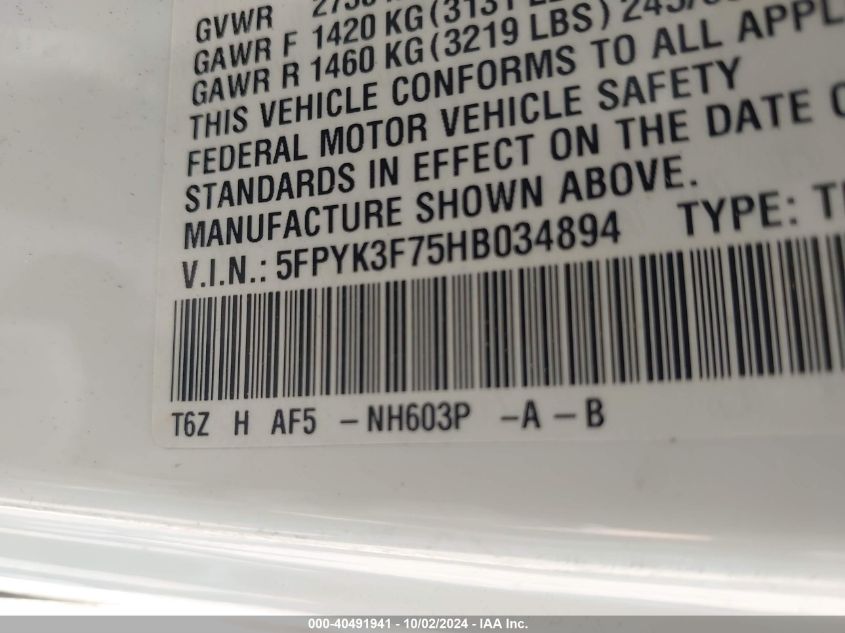 GVWR
GAWR F 1420 KG (3131
GAWR R 1460 KG (3219 LBS)
THIS VEHICLE CONFORMS TO ALL
FEDERAL MOTOR VEHICLE SAFETY
STANDARDS IN EFFECT ON THE DATE
MANUFACTURE SHOWN ABOVE.
V.I.N.: 5FPYK3F75HB034894 TYPE:
T6Z H AF5 – NH603P – A – B
000-40491941 - 10/02/2024 - IAA Inc.